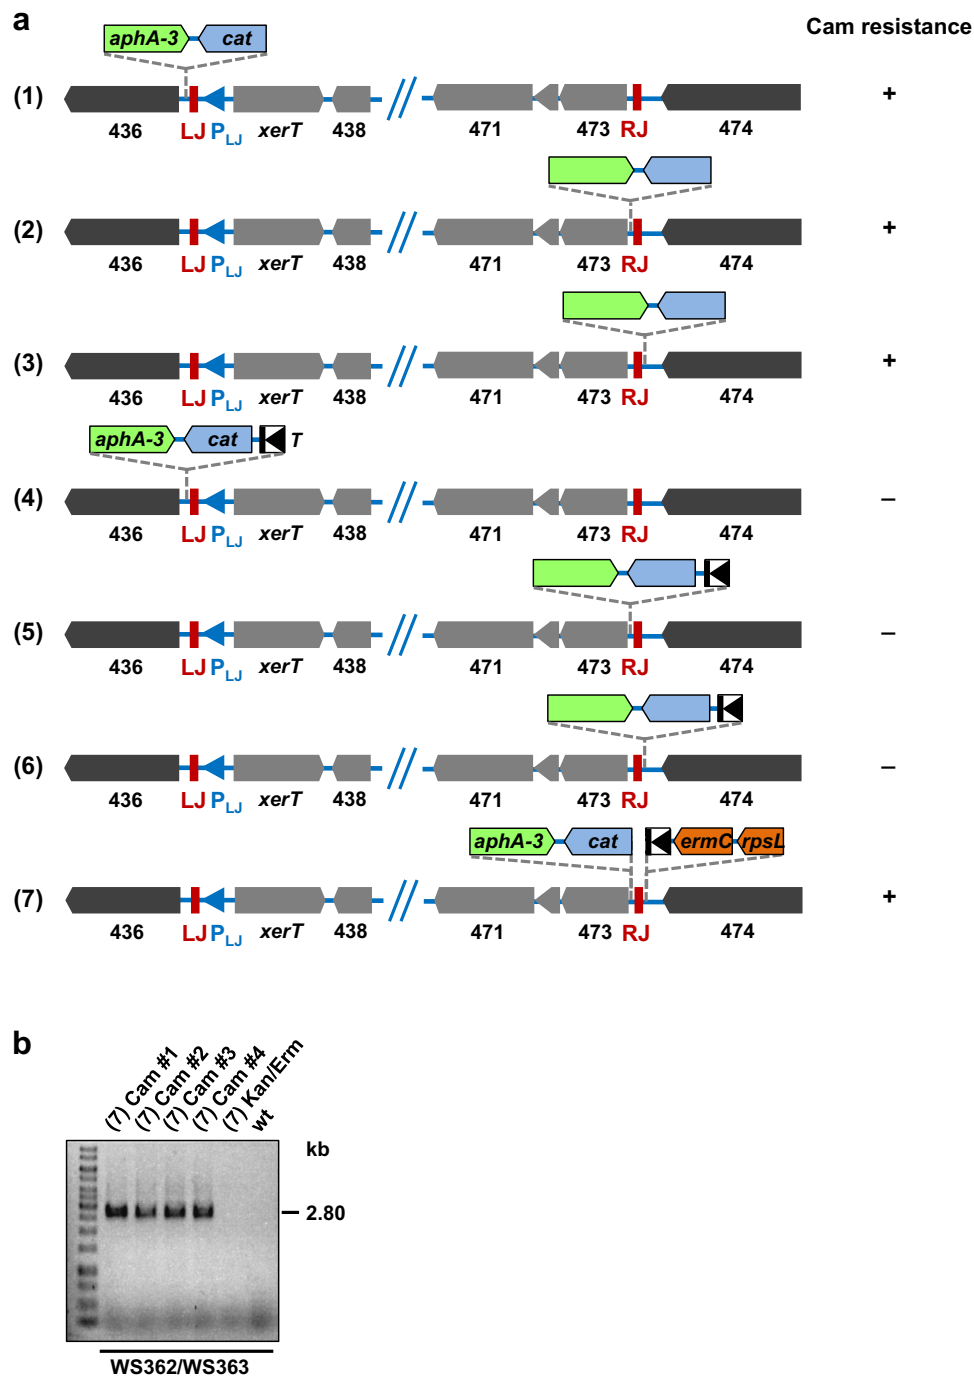 a
Cam resistance
aphA-3 cat
(1) +
436 LJ PLJ xerT 438 471 473 RJ 474
(2) +
436 LJ PLJ xerT 438 471 473 RJ 474
(3) +
436 LJ PLJ xerT 438 471 473 RJ 474
aphA-3 cat T
(4) –
436 LJ PLJ xerT 438 471 473 RJ 474
(5) –
436 LJ PLJ xerT 438 471 473 RJ 474
(6) –
436 LJ PLJ xerT 438 471 473 RJ 474
aphA-3 cat ermC rpsL
(7) +
436 LJ PLJ xerT 438 471 473 RJ 474
b
(7) Cam #1
(7) Cam #2
(7) Cam #3
(7) Cam #4
(7) Kan/Erm
wt
kb
2.80
WS362/WS363